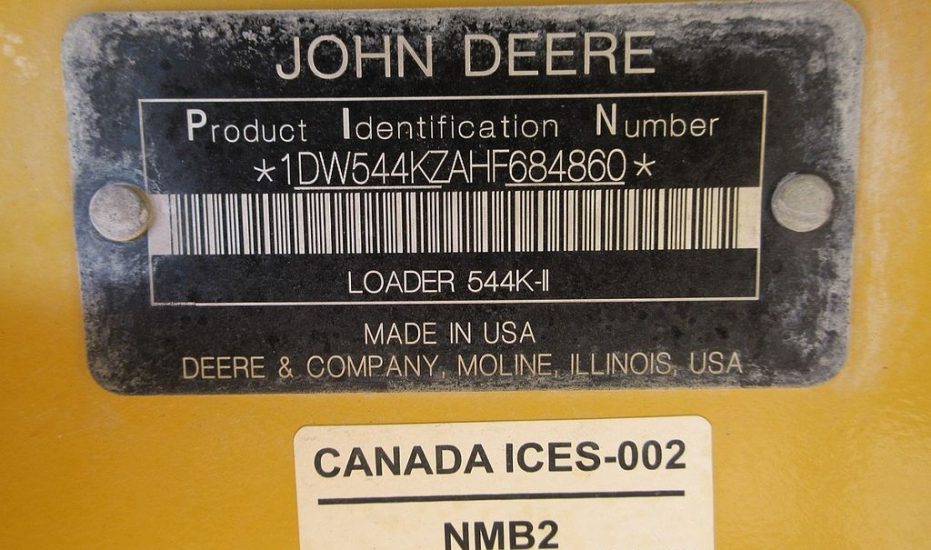 JOHN DEERE
Product Identification Number
*1DW544KZAHF684860*
LOADER 544K-II
MADE IN USA
DEERE & COMPANY, MOLINE, ILLINOIS, USA
CANADA ICES-002
NMB2